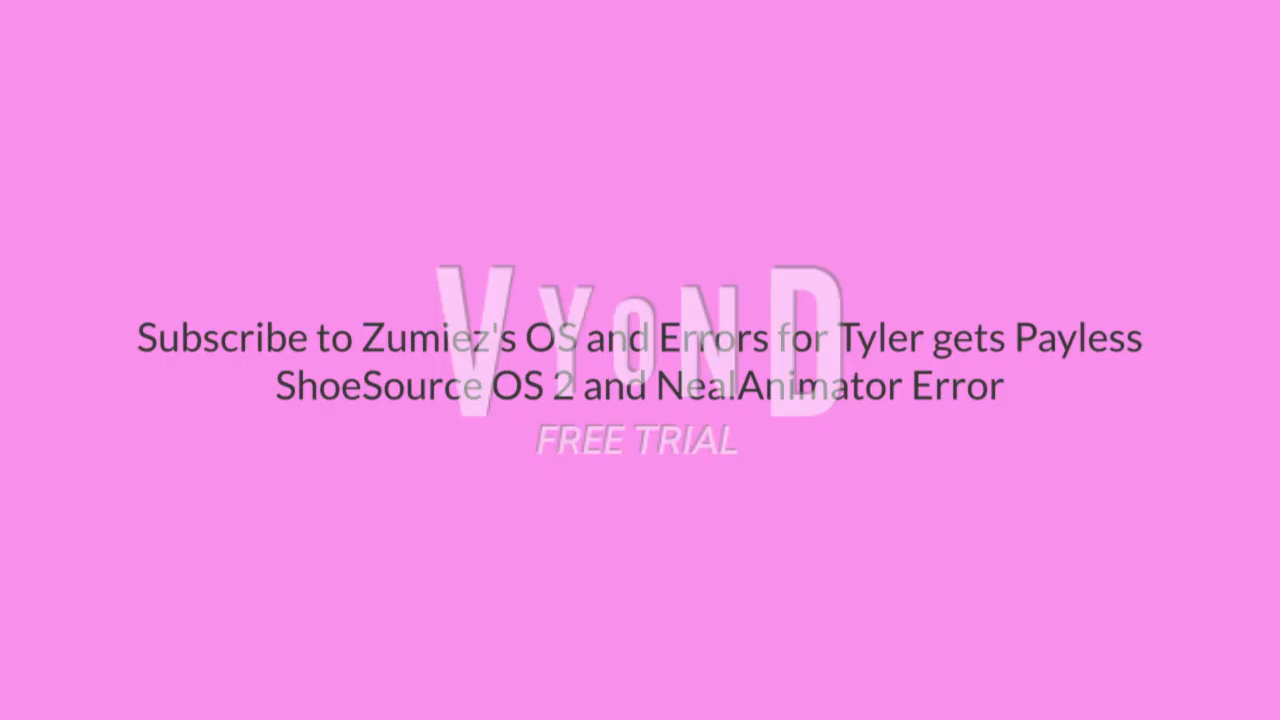 Subscribe to Zumiez's OS and Errors for Tyler gets Payless
ShoeSource OS 2 and NealAnimator Error
VYOND
FREE TRIAL